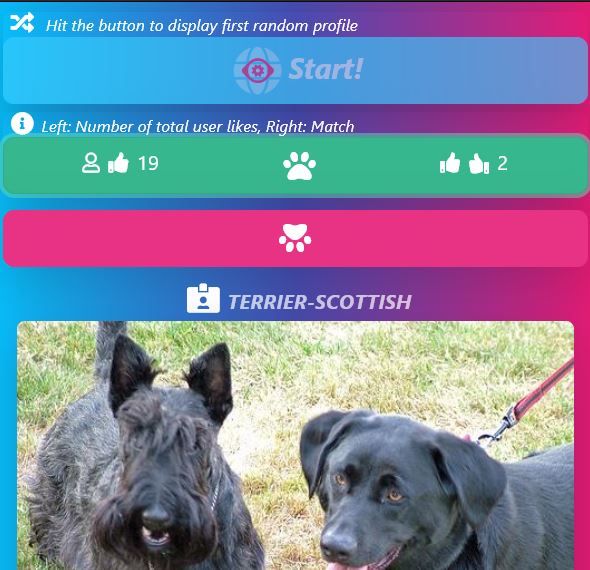 Hit the button to display first random profile
Start!
Left: Number of total user likes, Right: Match
19
2
TERRIER-SCOTTISH